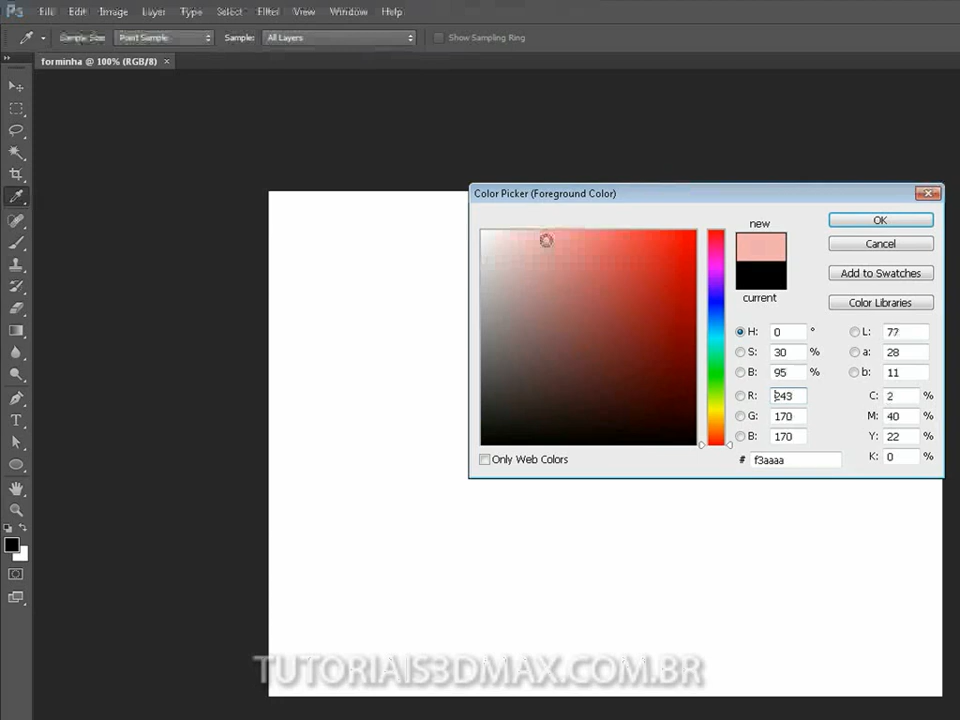 Ps File Edit Image Layer Type Select Filter View Window Help
Sample Size: Point Sample Sample: All Layers Show Sampling Ring
forminha @ 100% (RGB/8) ×
Color Picker (Foreground Color)
new
current
OK
Cancel
Add to Swatches
Color Libraries
H: 0 ° L: 77
S: 30 % a: 28
B: 95 % b: 11
R: 243 C: 2 %
G: 170 M: 40 %
B: 170 Y: 22 %
# f3aaaa K: 0 %
Only Web Colors
TUTORIAIS3DMAX.COM.BR